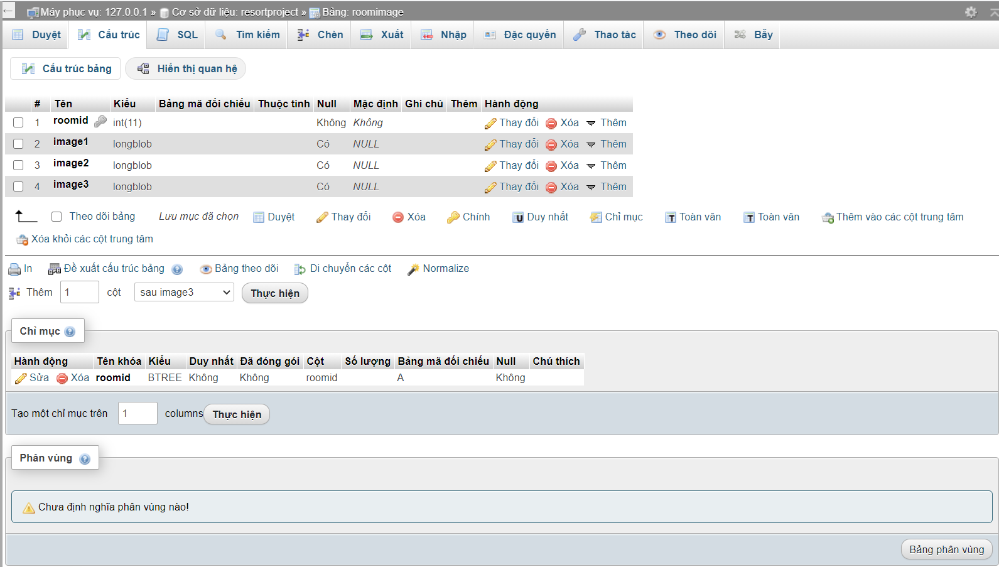 Máy phục vụ: 127.0.0.1 » Cơ sở dữ liệu: resortproject » Bảng: roomimage
Duyệt Cấu trúc SQL Tìm kiếm Chèn Xuất Nhập Đặc quyền Thao tác Theo dõi Bẫy
Cấu trúc bảng Hiển thị quan hệ
# Tên Kiểu Bảng mã đối chiếu Thuộc tính Null Mặc định Ghi chú Thêm Hành động
1 roomid int(11) Không Không Thay đổi Xóa Thêm
2 image1 longblob Có NULL Thay đổi Xóa Thêm
3 image2 longblob Có NULL Thay đổi Xóa Thêm
4 image3 longblob Có NULL Thay đổi Xóa Thêm
Theo dõi bảng Lưu mục đã chọn Duyệt Thay đổi Xóa Chính Duy nhất Chỉ mục Toàn văn Toàn văn Thêm vào các cột trung tâm
Xóa khỏi các cột trung tâm
In Đề xuất cấu trúc bảng Bảng theo dõi Di chuyển các cột Normalize
Thêm 1 cột sau image3 Thực hiện
Chỉ mục
Hành động Tên khóa Kiểu Duy nhất Đã đóng gói Cột Số lượng Bảng mã đối chiếu Null Chú thích
Sửa Xóa roomid BTREE Không Không roomid A Không
Tạo một chỉ mục trên 1 columns Thực hiện
Phân vùng
Chưa định nghĩa phân vùng nào!
Bảng phân vùng